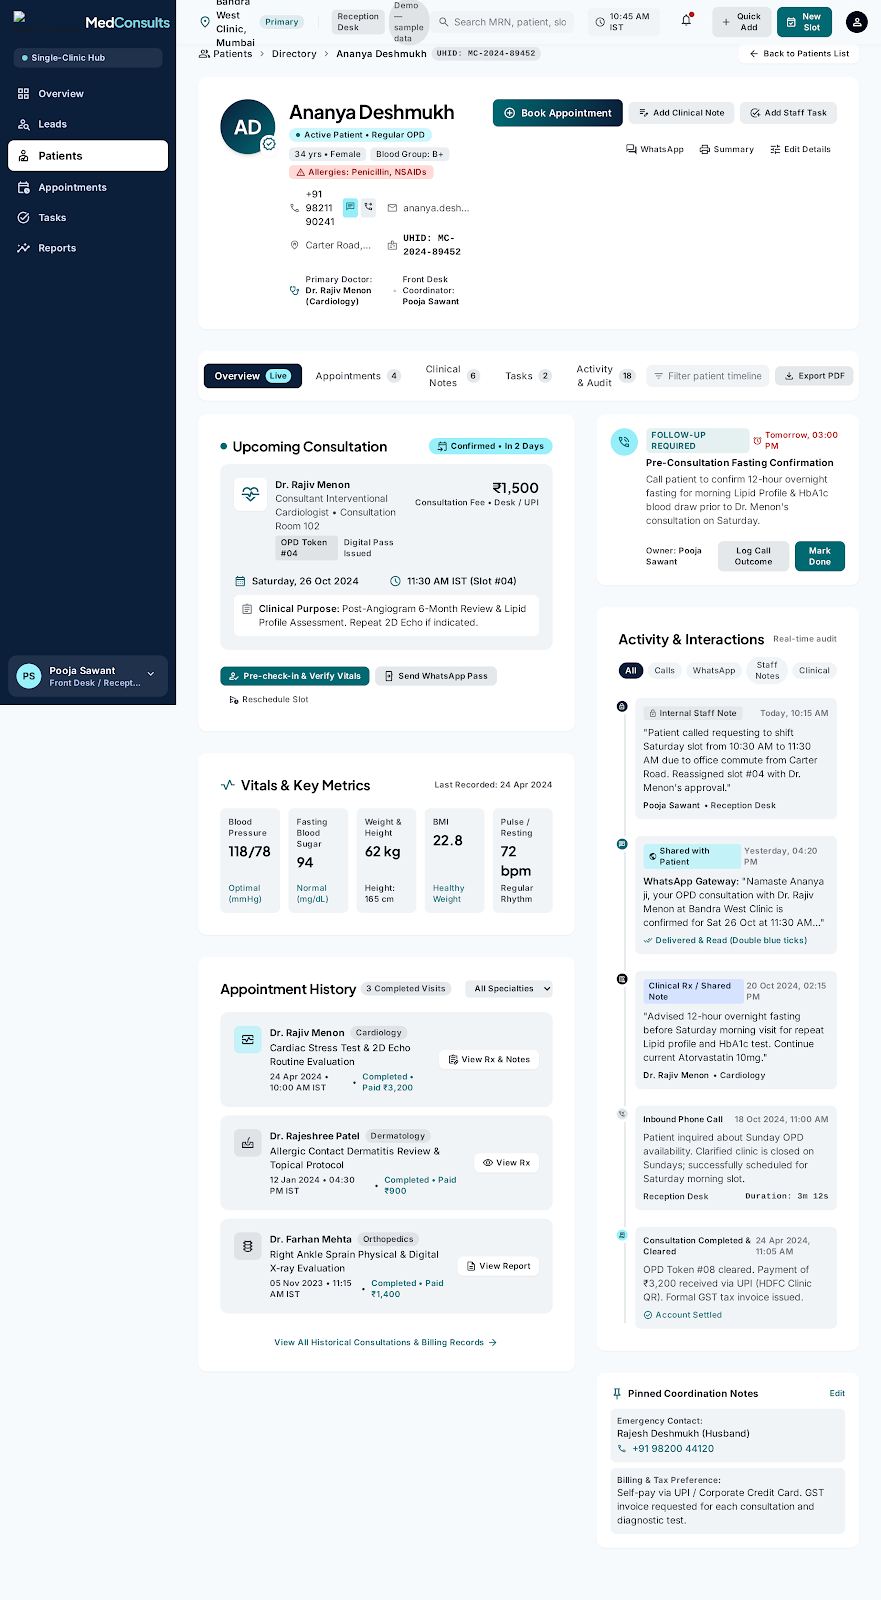 MedConsults
Single-Clinic Hub
Overview
Leads
Patients
Appointments
Tasks
Reports
Pooja Sawant
Front Desk / Recept...
PS
Bandra
West
Clinic,
Mumbai
Primary
Reception
Desk
Demo
—
sample
data
Search MRN, patient, slo
10:45 AM
IST
Quick
Add
New
Slot
Patients
Directory
Ananya Deshmukh
UHID: MC-2024-89452
Back to Patients List
AD
Ananya Deshmukh
Active Patient • Regular OPD
34 yrs • Female
Blood Group: B+
Allergies: Penicillin, NSAIDs
+91
98211
90241
ananya.desh...
Carter Road,...
UHID: MC-
2024-89452
Primary Doctor:
Dr. Rajiv Menon
(Cardiology)
Front Desk
Coordinator:
Pooja Sawant
Book Appointment
Add Clinical Note
Add Staff Task
WhatsApp
Summary
Edit Details
Overview Live
Appointments 4
Clinical
Notes 6
Tasks 2
Activity
& Audit 18
Filter patient timeline
Export PDF
Upcoming Consultation
Confirmed • In 2 Days
Dr. Rajiv Menon
Consultant Interventional
Cardiologist • Consultation
Room 102
₹1,500
Consultation Fee • Desk / UPI
OPD Token
#04
Digital Pass
Issued
Saturday, 26 Oct 2024
11:30 AM IST (Slot #04)
Clinical Purpose: Post-Angiogram 6-Month Review & Lipid
Profile Assessment. Repeat 2D Echo if indicated.
Pre-check-in & Verify Vitals
Send WhatsApp Pass
Reschedule Slot
Vitals & Key Metrics
Last Recorded: 24 Apr 2024
Blood
Pressure
118/78
Optimal
(mmHg)
Fasting
Blood
Sugar
94
Normal
(mg/dL)
Weight &
Height
62 kg
Height:
165 cm
BMI
22.8
Healthy
Weight
Pulse /
Resting
72
bpm
Regular
Rhythm
Appointment History
3 Completed Visits
All Specialties
Dr. Rajiv Menon Cardiology
Cardiac Stress Test & 2D Echo
Routine Evaluation
24 Apr 2024 •
10:00 AM IST
•
Completed •
Paid ₹3,200
View Rx & Notes
Dr. Rajeshree Patel Dermatology
Allergic Contact Dermatitis Review &
Topical Protocol
12 Jan 2024 • 04:30
PM IST
•
Completed • Paid
₹900
View Rx
Dr. Farhan Mehta Orthopedics
Right Ankle Sprain Physical & Digital
X-ray Evaluation
05 Nov 2023 • 11:15
AM IST
•
Completed • Paid
₹1,400
View Report
View All Historical Consultations & Billing Records
FOLLOW-UP
REQUIRED
Tomorrow, 03:00
PM
Pre-Consultation Fasting Confirmation
Call patient to confirm 12-hour overnight
fasting for morning Lipid Profile & HbA1c
blood draw prior to Dr. Menon's
consultation on Saturday.
Owner: Pooja
Sawant
Log Call
Outcome
Mark
Done
Activity & Interactions
Real-time audit
All
Calls
WhatsApp
Staff
Notes
Clinical
Internal Staff Note
Today, 10:15 AM
"Patient called requesting to shift
Saturday slot from 10:30 AM to 11:30
AM due to office commute from Carter
Road. Reassigned slot #04 with Dr.
Menon's approval."
Pooja Sawant • Reception Desk
Shared with
Patient
Yesterday, 04:20
PM
WhatsApp Gateway: "Namaste Ananya
ji, your OPD consultation with Dr. Rajiv
Menon at Bandra West Clinic is
confirmed for Sat 26 Oct at 11:30 AM..."
Delivered & Read (Double blue ticks)
Clinical Rx / Shared
Note
20 Oct 2024, 02:15
PM
"Advised 12-hour overnight fasting
before Saturday morning visit for repeat
Lipid profile and HbA1c test. Continue
current Atorvastatin 10mg."
Dr. Rajiv Menon • Cardiology
Inbound Phone Call
18 Oct 2024, 11:00 AM
Patient inquired about Sunday OPD
availability. Clarified clinic is closed on
Sundays; successfully scheduled for
Saturday morning slot.
Reception Desk
Duration: 3m 12s
Consultation Completed &
Cleared
24 Apr 2024,
11:05 AM
OPD Token #08 cleared. Payment of
₹3,200 received via UPI (HDFC Clinic
QR). Formal GST tax invoice issued.
Account Settled
Pinned Coordination Notes
Edit
Emergency Contact:
Rajesh Deshmukh (Husband)
+91 98200 44120
Billing & Tax Preference:
Self-pay via UPI / Corporate Credit Card. GST
invoice requested for each consultation and
diagnostic test.